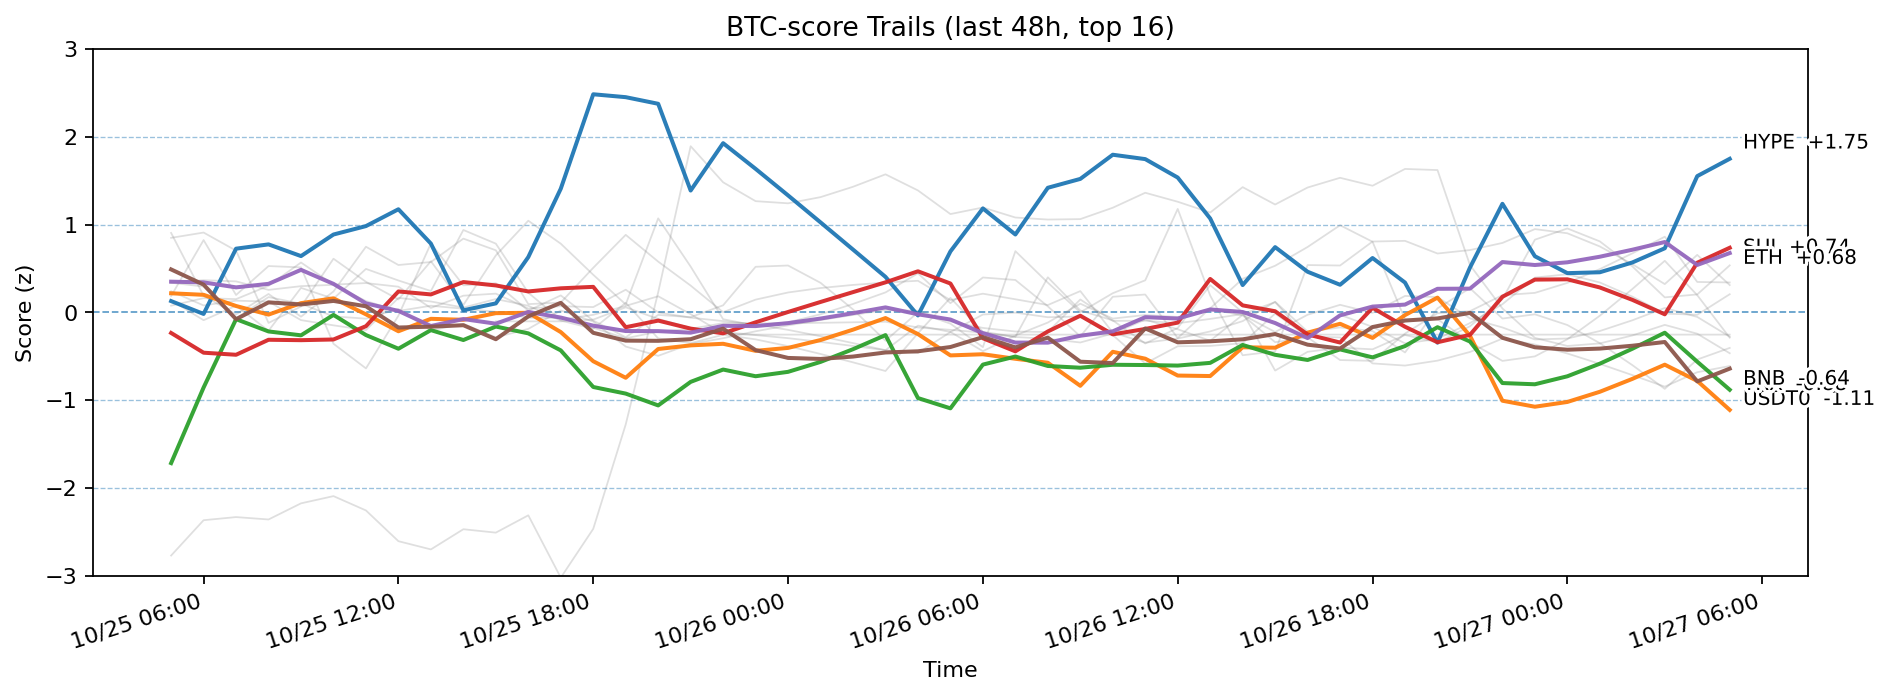 BTC-score Trails (last 48h, top 16)
Score (z)
3
2
1
0
−1
−2
−3
HYPE +1.75
+0.74
ETH +0.68
BNB -0.64
USDT0 -1.11
10/25 06:00
10/25 12:00
10/25 18:00
10/26 00:00
10/26 06:00
10/26 12:00
10/26 18:00
10/27 00:00
10/27 06:00
Time